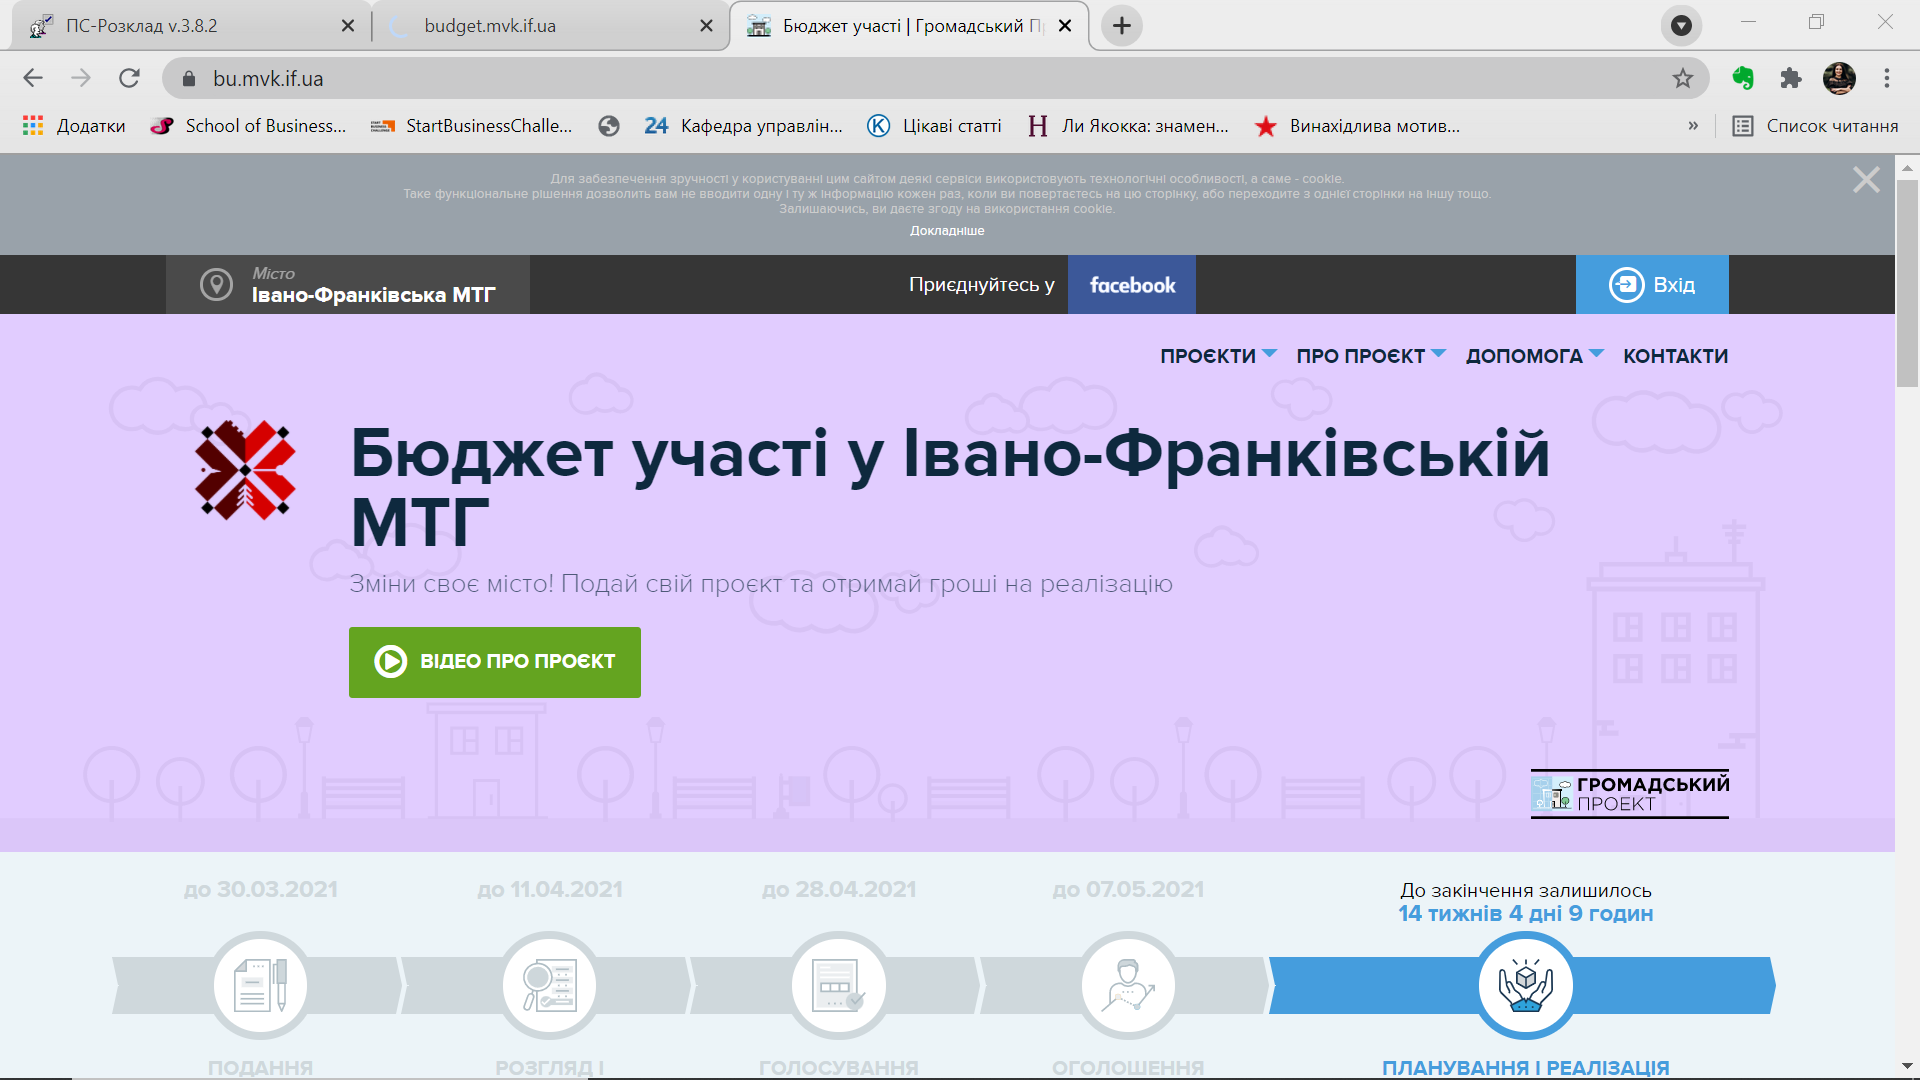 ПС-Розклад v.3.8.2
budget.mvk.if.ua
Бюджет участі | Громадський П
bu.mvk.if.ua
Додатки
School of Business...
StartBusinessChalle...
24 Кафедра управлін...
Цікаві статті
Ли Якокка: знамен...
Винахідлива мотив...
»
Список читання
Для забезпечення зручності у користуванні цим сайтом деякі сервіси використовують технологічні особливості, а саме - cookie.
Таке функціональне рішення дозволить вам не вводити одну і ту ж інформацію кожен раз, коли ви повертаєтесь на цю сторінку, або переходите з однієї сторінки на іншу тощо.
Залишаючись, ви даєте згоду на використання cookie.
Докладніше
Місто
Івано-Франківська МТГ
Приєднуйтесь у
facebook
Вхід
ПРОЄКТИ
ПРО ПРОЄКТ
ДОПОМОГА
КОНТАКТИ
Бюджет участі у Івано-Франківській
МТГ
Зміни своє місто! Подай свій проєкт та отримай гроші на реалізацію
ВІДЕО ПРО ПРОЄКТ
ГРОМАДСЬКИЙ
ПРОЕКТ
до 30.03.2021
до 11.04.2021
до 28.04.2021
до 07.05.2021
До закінчення залишилось
14 тижнів 4 дні 9 годин
ПОДАННЯ
РОЗГЛЯД І
ГОЛОСУВАННЯ
ОГОЛОШЕННЯ
ПЛАНУВАННЯ І РЕАЛІЗАЦІЯ